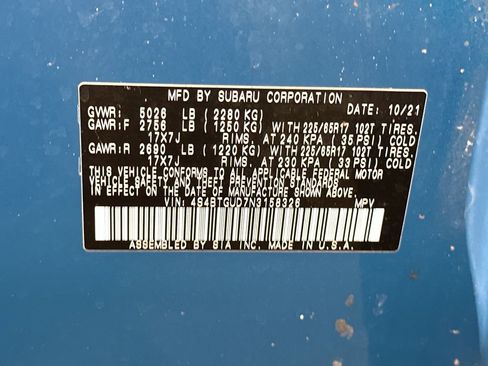 MFD BY SUBARU CORPORATION DATE: 10/21
GVWR: 5026 LB ( 2280 KG)
GAWR:F 2756 LB ( 1250 KG) WITH 225/65R17 102T TIRES.
17X7J RIMS. AT 240 KPA ( 35 PSI) COLD
GAWR:R 2690 LB ( 1220 KG) WITH 225/65R17 102T TIRES.
17X7J RIMS. AT 230 KPA ( 33 PSI) COLD
THIS VEHICLE CONFORMS TO ALL APPLICABLE FEDERAL MOTOR
VEHICLE SAFETY AND BUMPER STANDARDS
IN EFFECT ON THE DATE OF MANUFACTURE SHOWN ABOVE.
VIN: 4S4BTGUD7N3158326 MPV
ASSEMBLED BY SIA INC. MADE IN U.S.A.